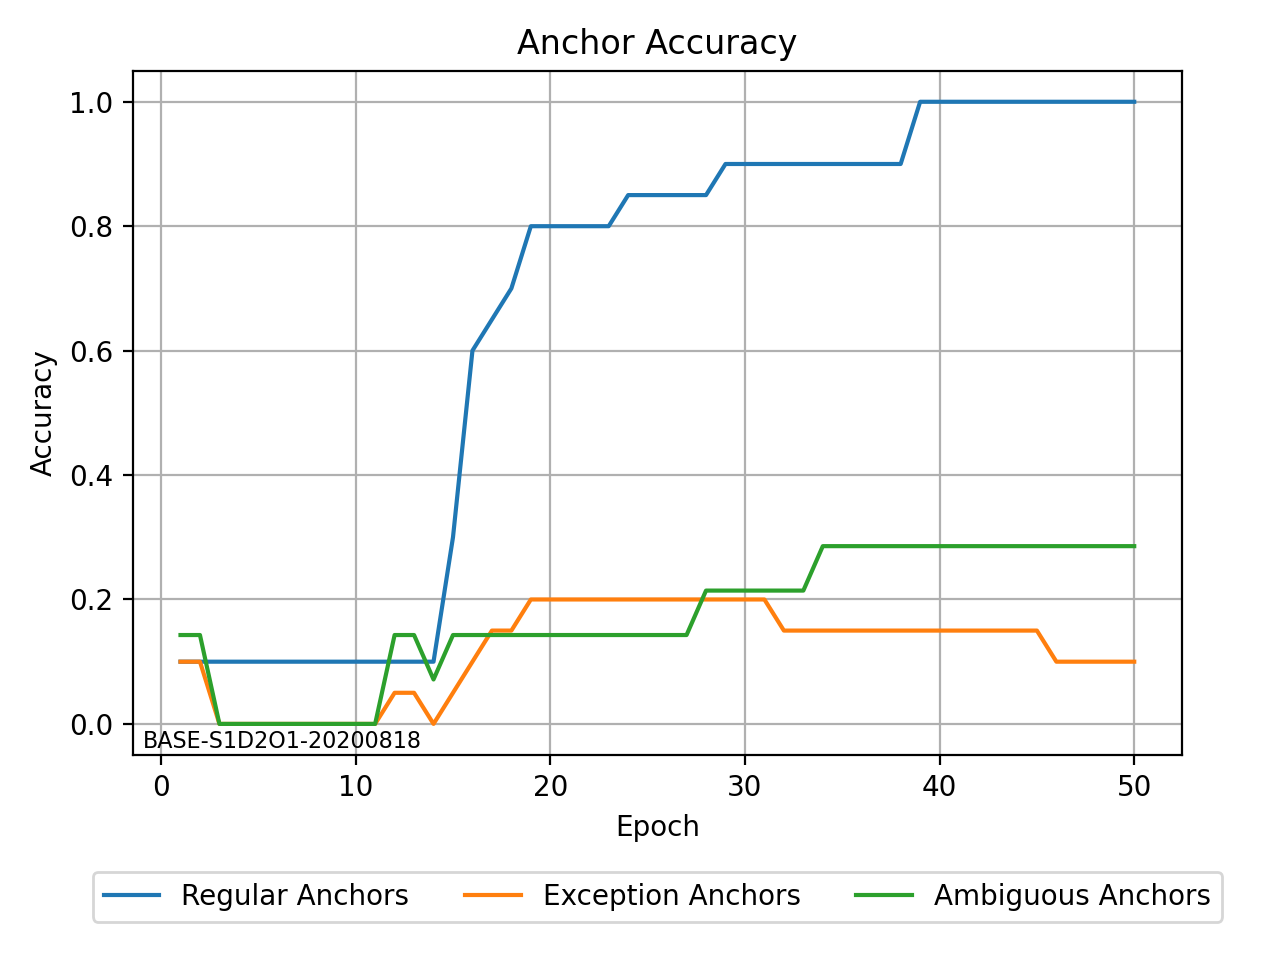 Anchor Accuracy
1.0
0.8
0.6
0.4
0.2
0.0
Accuracy
BASE-S1D2O1-20200818
0 10 20 30 40 50
Epoch
Regular Anchors Exception Anchors Ambiguous Anchors